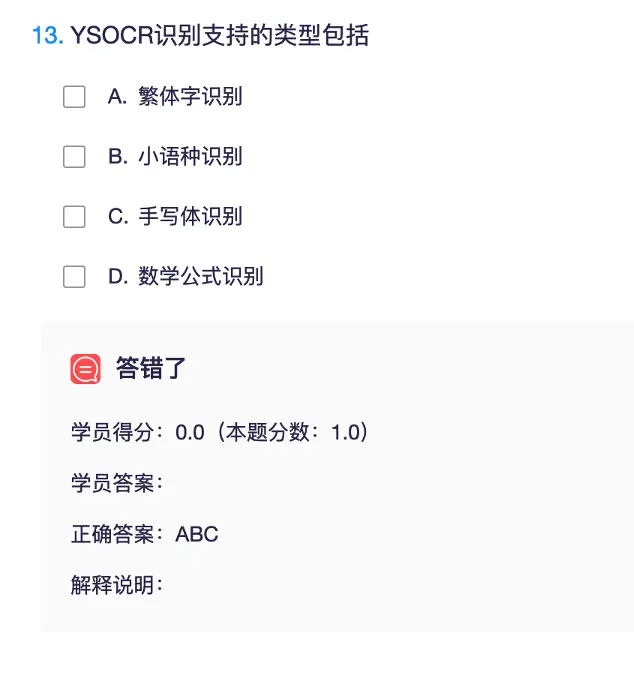 13. YSOCR识别支持的类型包括
A. 繁体字识别
B. 小语种识别
C. 手写体识别
D. 数学公式识别
答错了
学员得分：0.0（本题分数：1.0）
学员答案：
正确答案：ABC
解释说明：